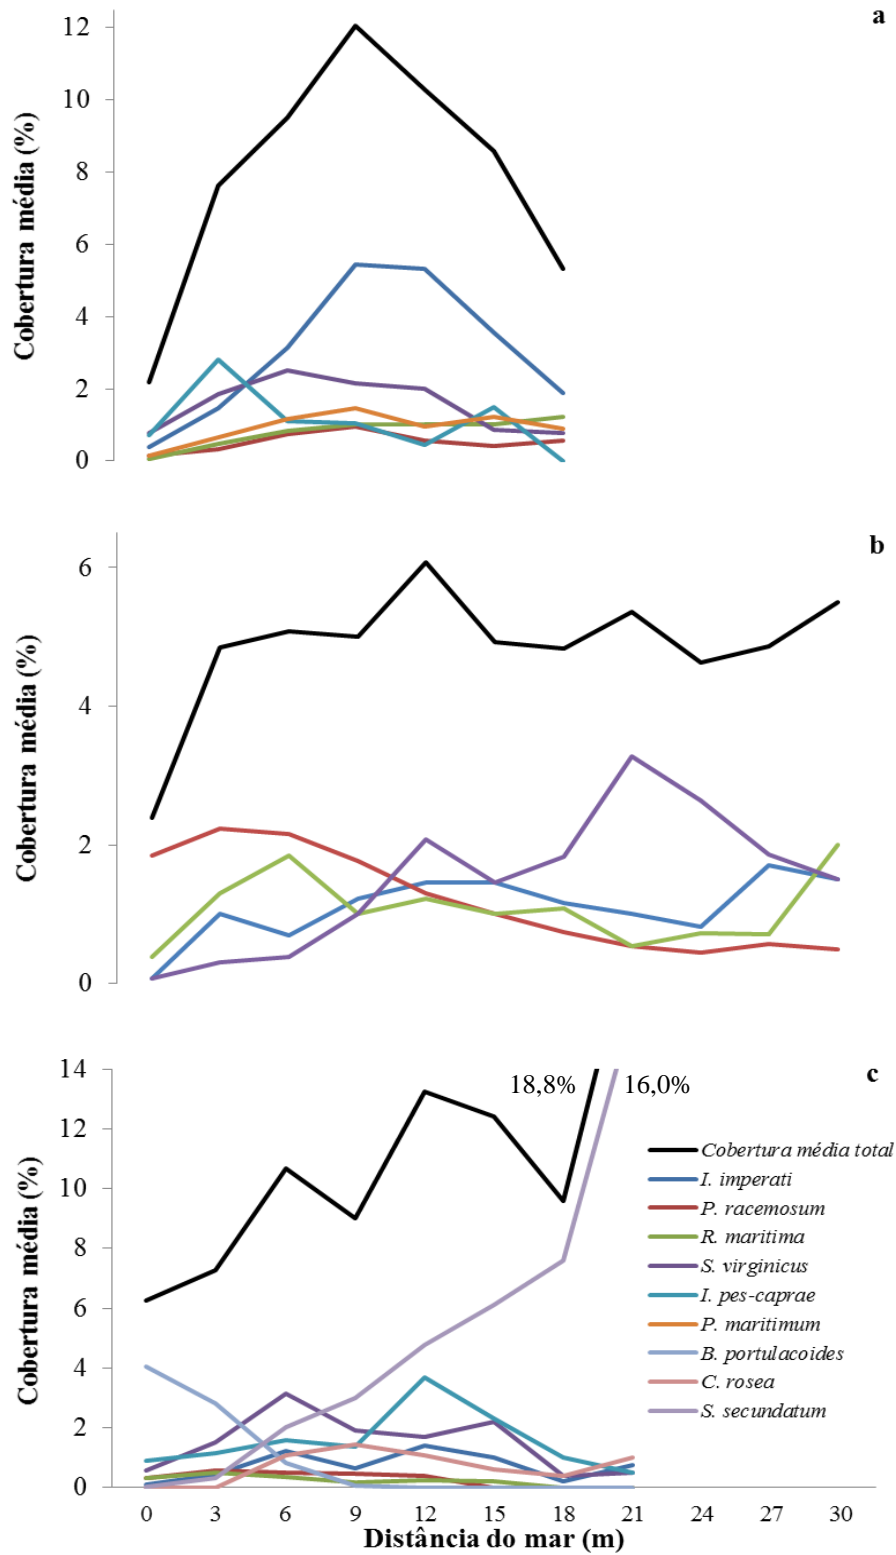 a
Cobertura média (%)
12
10
8
6
4
2
0
b
Cobertura média (%)
6
4
2
0
c
Cobertura média (%)
14
12
10
8
6
4
2
0
18,8%
16,0%
Cobertura média total
I. imperati
P. racemosum
R. maritima
S. virginicus
I. pes-caprae
P. maritimum
B. portulacoides
C. rosea
S. secundatum
0 3 6 9 12 15 18 21 24 27 30
Distância do mar (m)